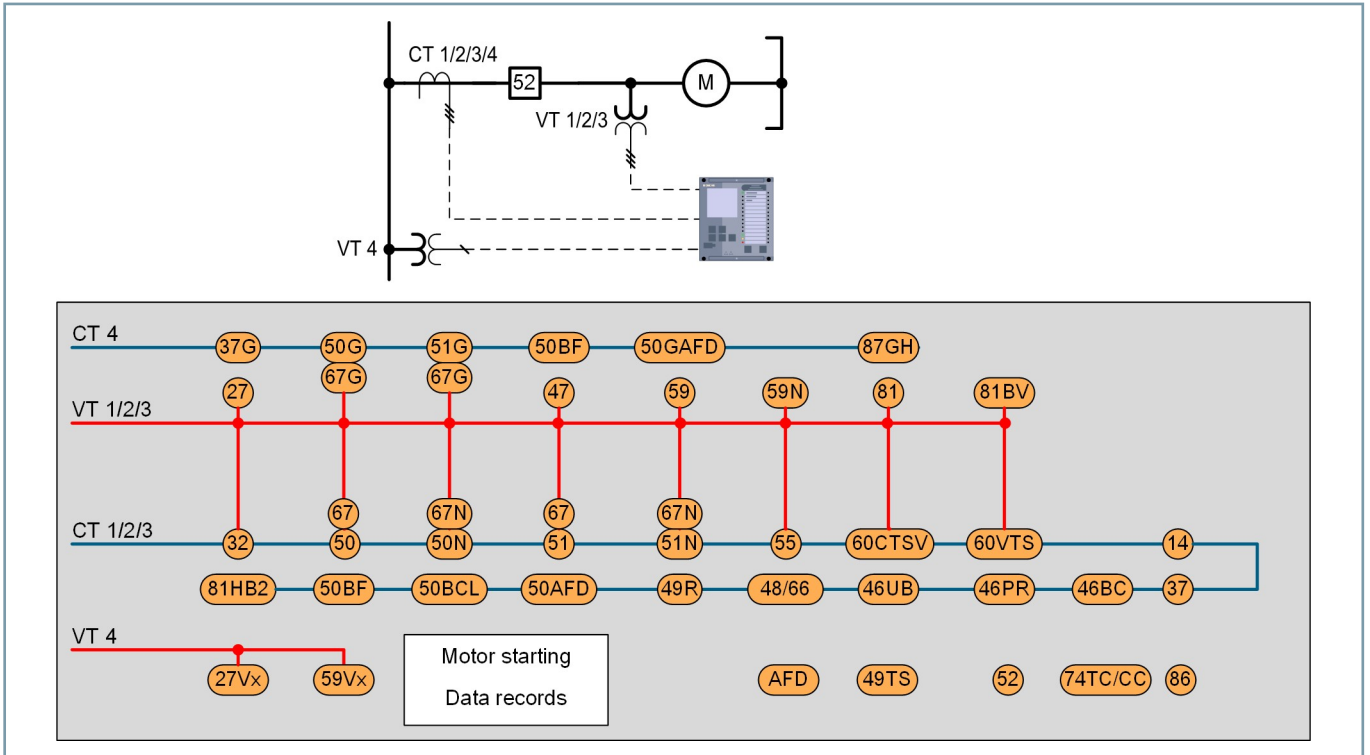 CT 1/2/3/4
52
M
VT 1/2/3
VT 4
CT 4
37G 50G 51G 50BF 50GAFD 87GH
67G 67G
27 47 59 59N 81 81BV
VT 1/2/3
67 67N 67 67N
CT 1/2/3
32 50 50N 51 51N 55 60CTSV 60VTS 14
81HB2 50BF 50BCL 50AFD 49R 48/66 46UB 46PR 46BC 37
VT 4
27Vx 59Vx
Motor starting
Data records
AFD 49TS 52 74TC/CC 86